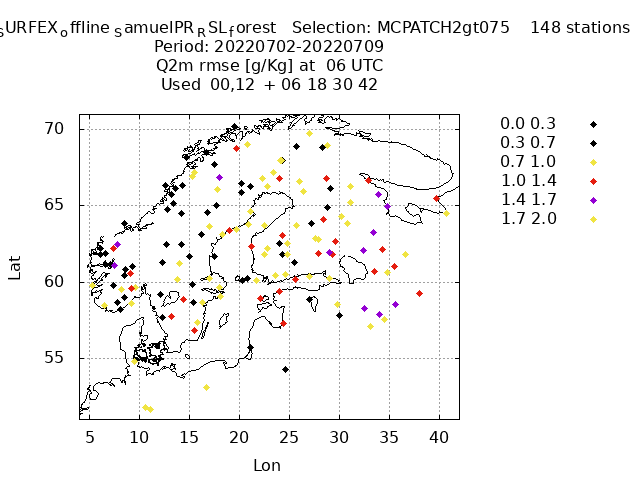 SURFEXoffline SamuelPRRSLforest Selection: MCPATCH2gt075 148 stations
Period: 20220702-20220709
Q2m rmse [g/Kg] at 06 UTC
Used 00,12 + 06 18 30 42
0.0 0.3
0.3 0.7
0.7 1.0
1.0 1.4
1.4 1.7
1.7 2.0
70
65
60
55
Lat
5 10 15 20 25 30 35 40
Lon